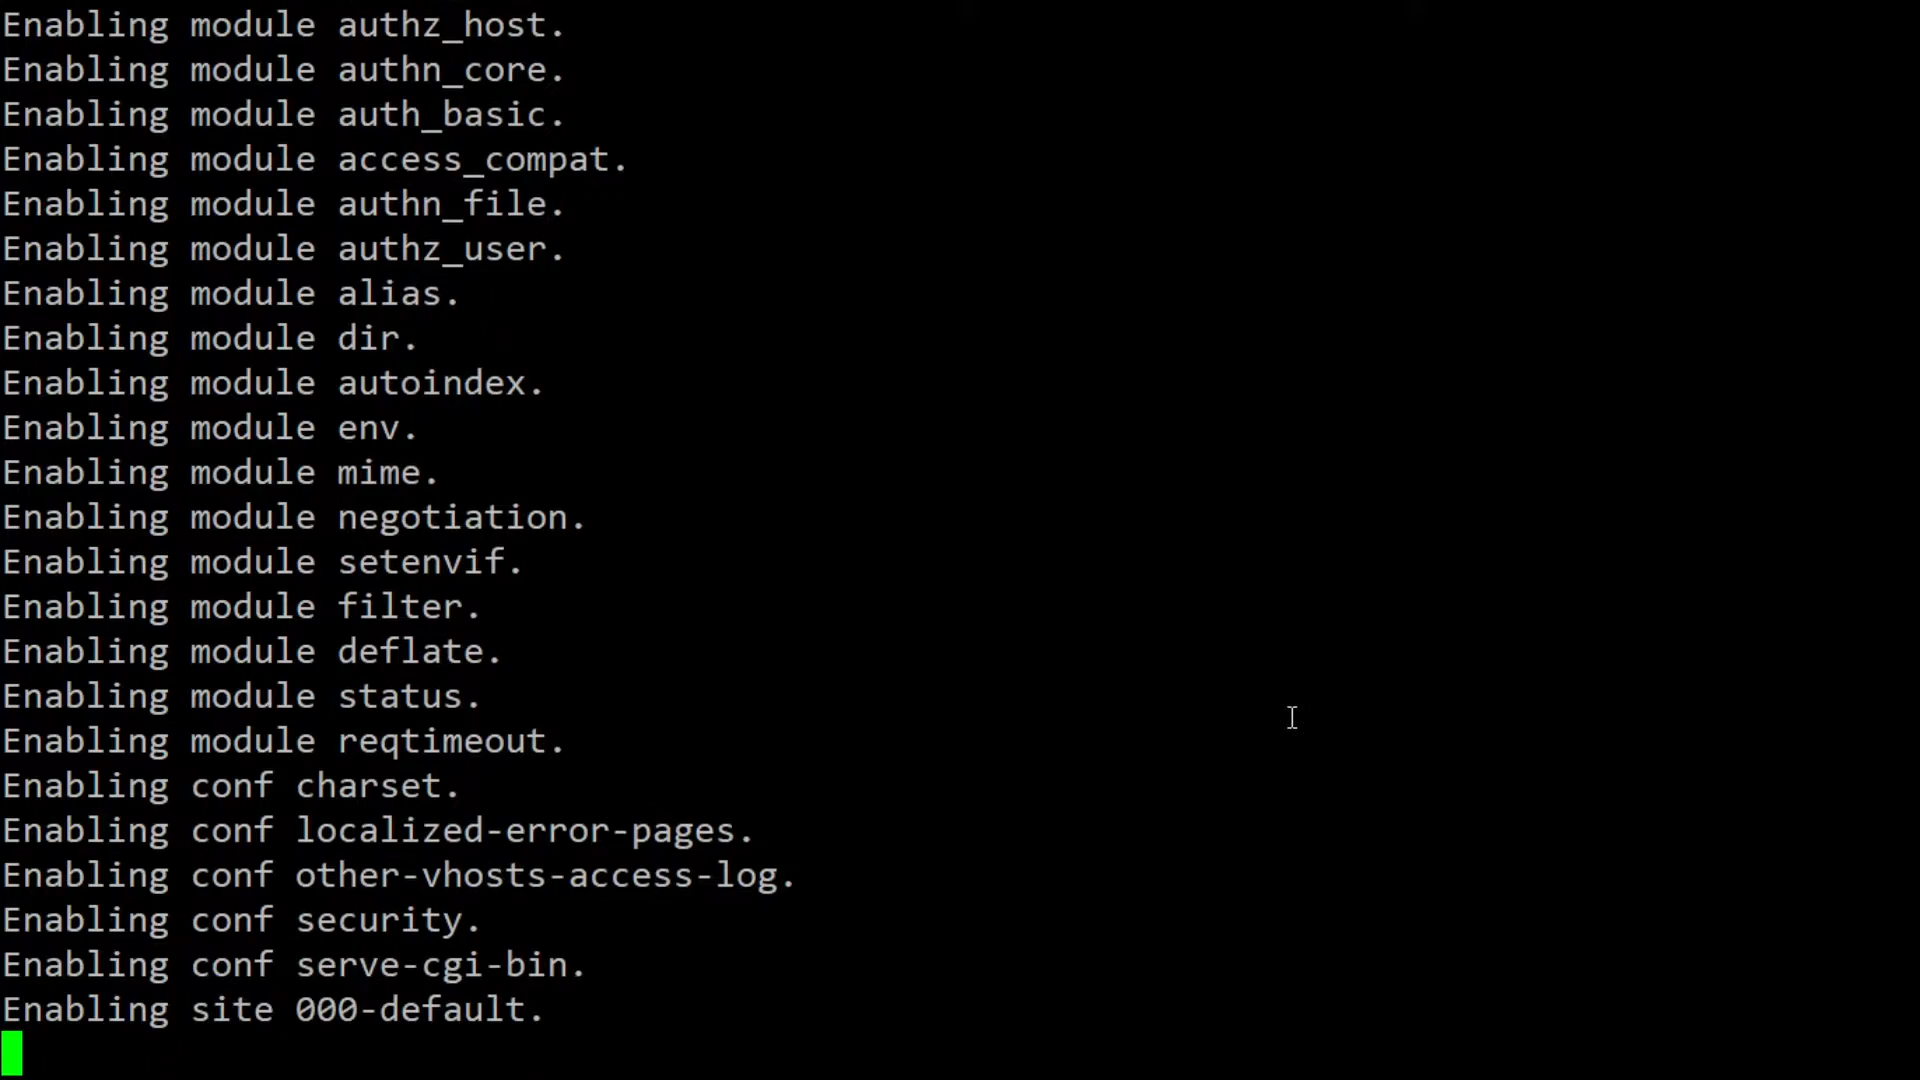 Enabling module authz_host.
Enabling module authn_core.
Enabling module auth_basic.
Enabling module access_compat.
Enabling module authn_file.
Enabling module authz_user.
Enabling module alias.
Enabling module dir.
Enabling module autoindex.
Enabling module env.
Enabling module mime.
Enabling module negotiation.
Enabling module setenvif.
Enabling module filter.
Enabling module deflate.
Enabling module status.
Enabling module reqtimeout.
Enabling conf charset.
Enabling conf localized-error-pages.
Enabling conf other-vhosts-access-log.
Enabling conf security.
Enabling conf serve-cgi-bin.
Enabling site 000-default.